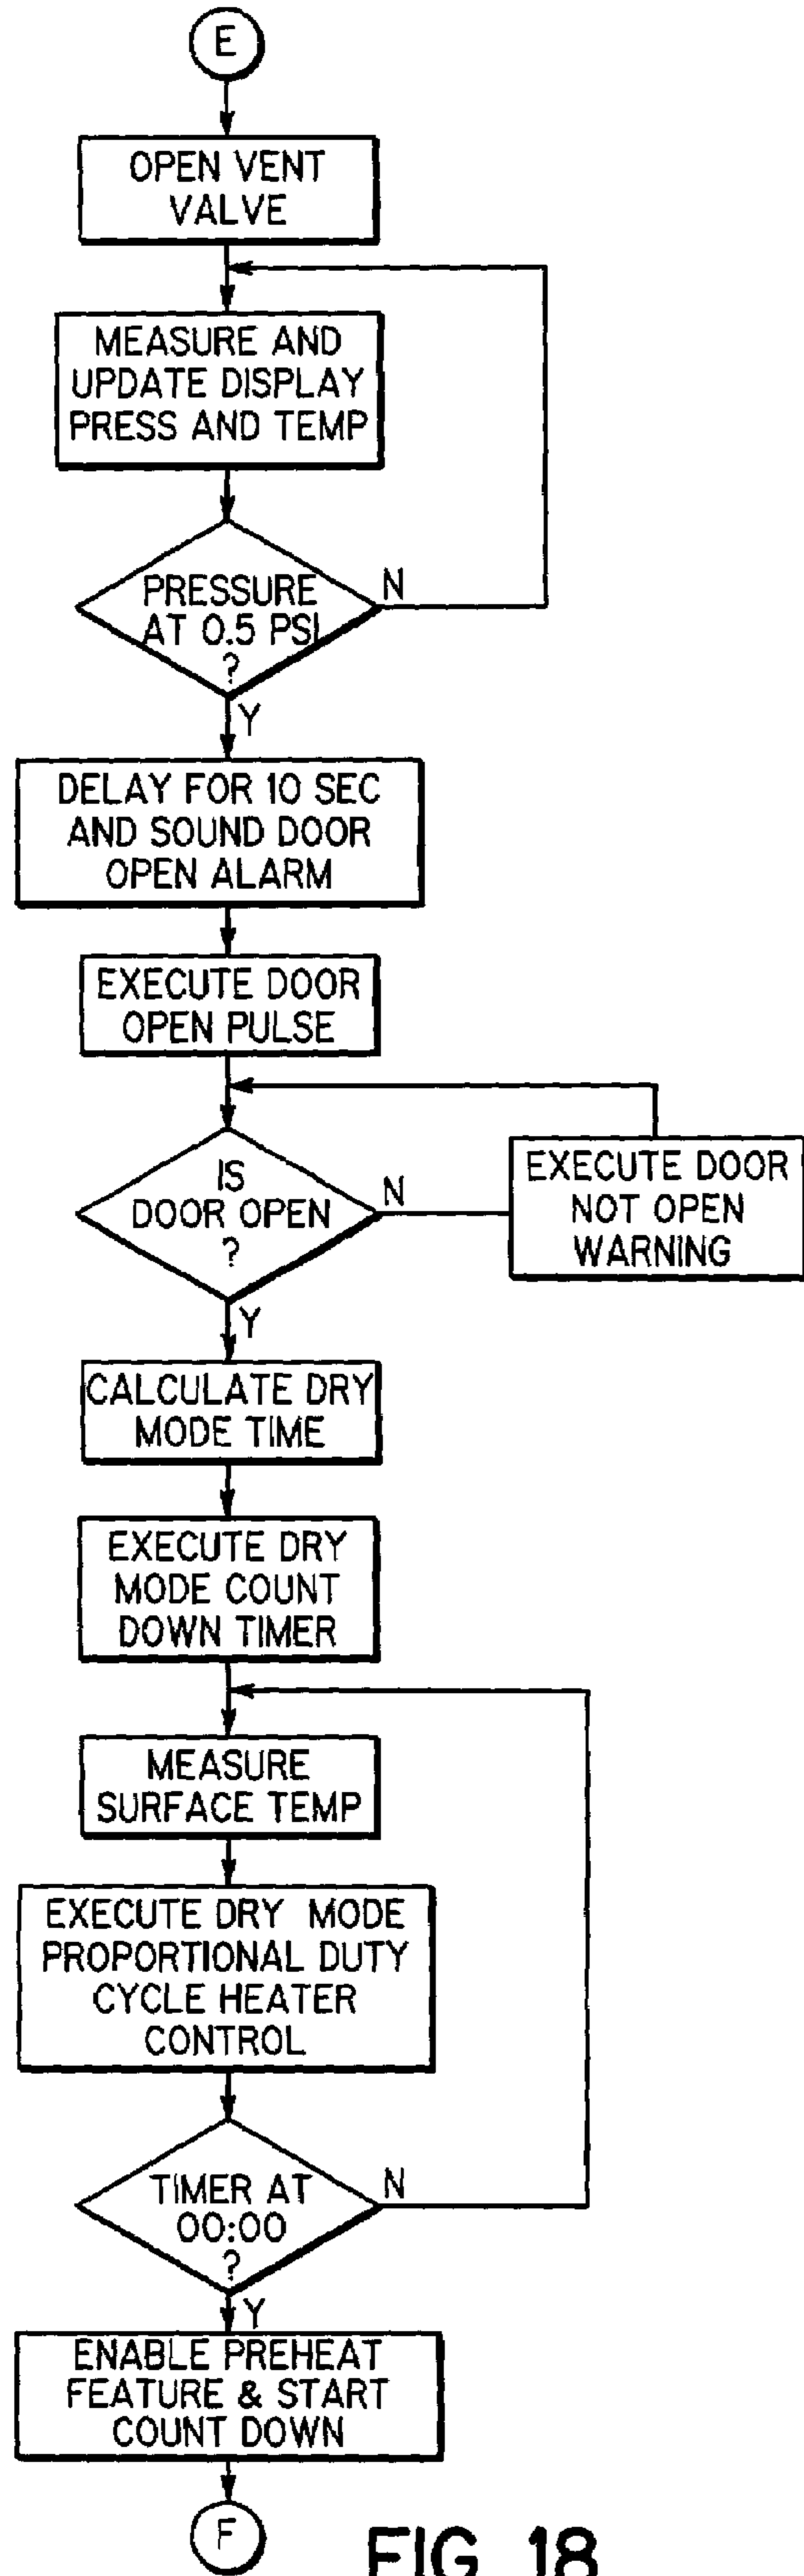 E
OPEN VENT
VALVE
MEASURE AND
UPDATE DISPLAY
PRESS AND TEMP
PRESSURE
AT 0.5 PSI
?
N
Y
DELAY FOR 10 SEC
AND SOUND DOOR
OPEN ALARM
EXECUTE DOOR
OPEN PULSE
IS
DOOR OPEN
?
N
EXECUTE DOOR
NOT OPEN
WARNING
Y
CALCULATE DRY
MODE TIME
EXECUTE DRY
MODE COUNT
DOWN TIMER
MEASURE
SURFACE TEMP
EXECUTE DRY MODE
PROPORTIONAL DUTY
CYCLE HEATER
CONTROL
TIMER AT
00:00
?
N
Y
ENABLE PREHEAT
FEATURE & START
COUNT DOWN
F
FIG. 18